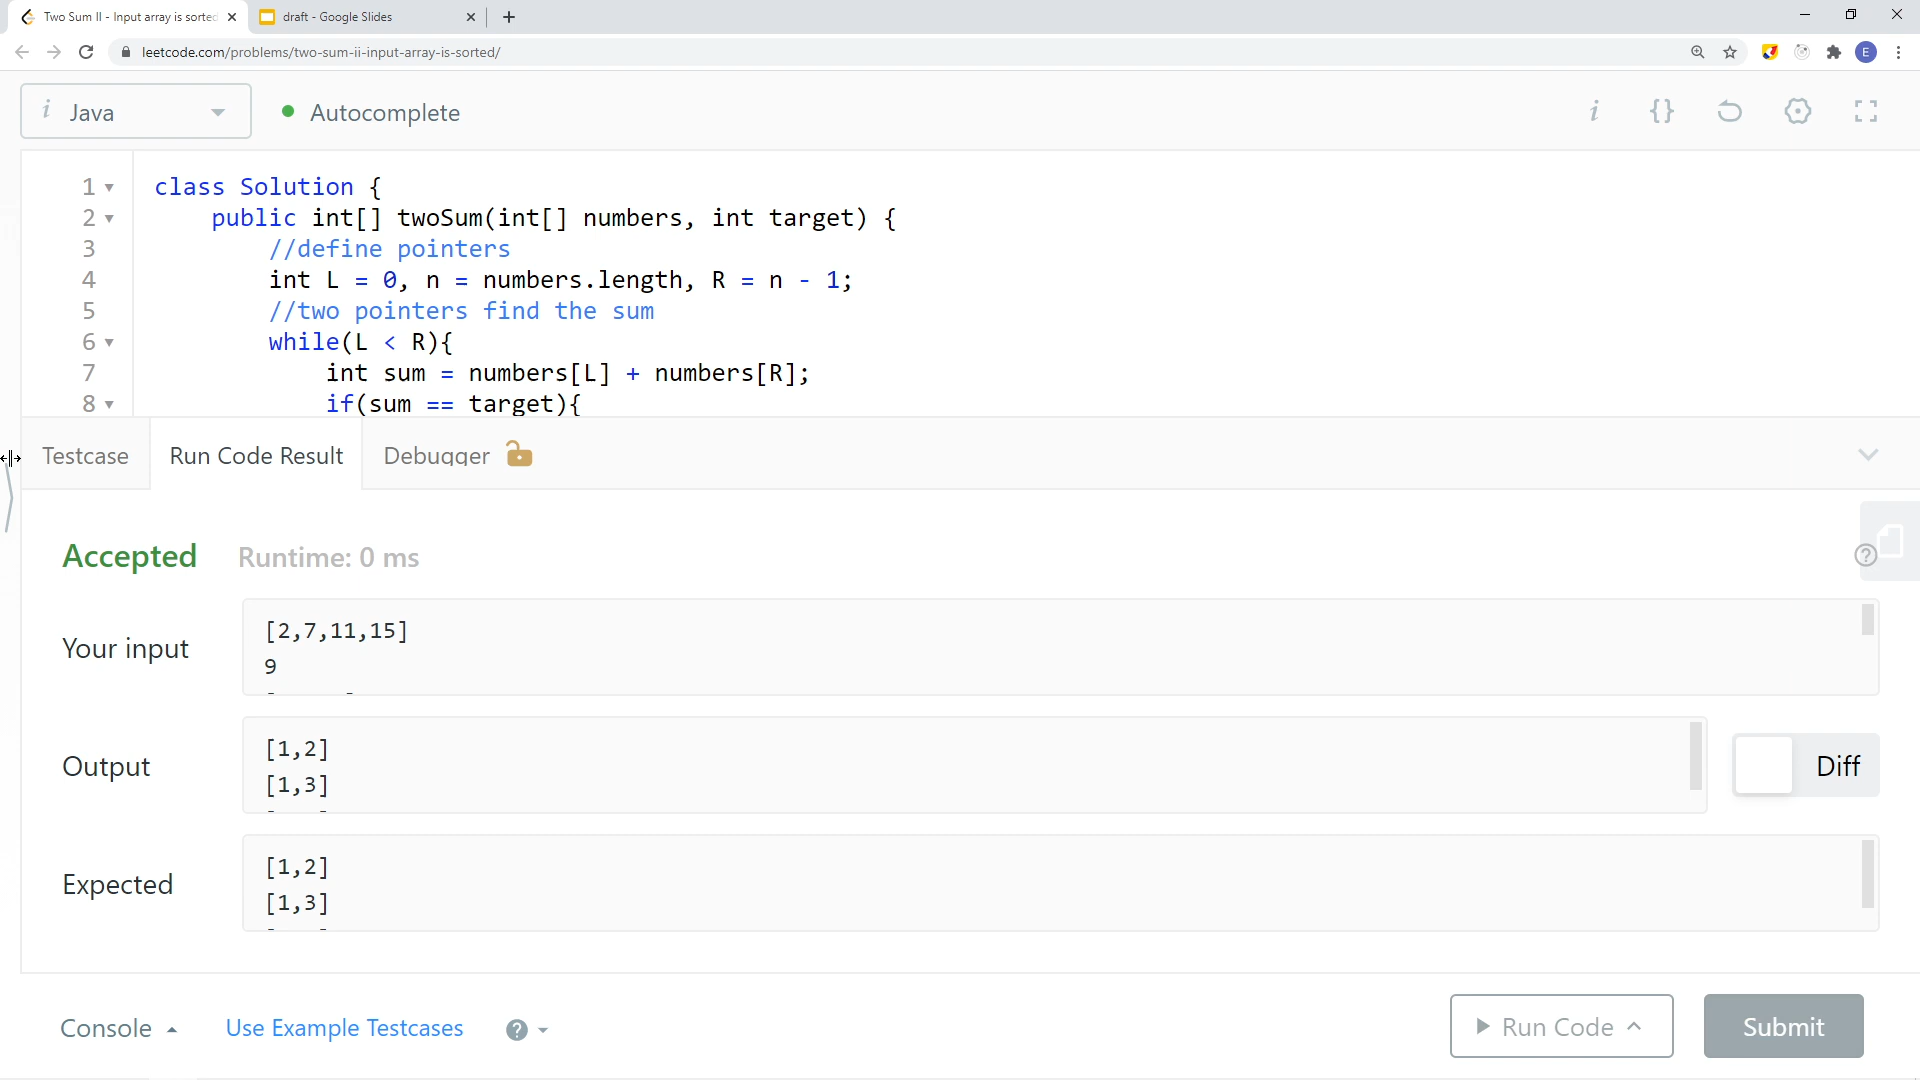 Two Sum II - Input array is sorted
draft - Google Slides
leetcode.com/problems/two-sum-ii-input-array-is-sorted/
E
i Java
Autocomplete
i {}
1 class Solution {
2 public int[] twoSum(int[] numbers, int target) {
3 //define pointers
4 int L = 0, n = numbers.length, R = n - 1;
5 //two pointers find the sum
6 while(L < R){
7 int sum = numbers[L] + numbers[R];
8 if(sum == target){
Testcase
Run Code Result
Debugger
Accepted
Runtime: 0 ms
?
Your input
[2,7,11,15]
9
Output
[1,2]
[1,3]
Diff
Expected
[1,2]
[1,3]
Console
Use Example Testcases
?
Run Code
Submit